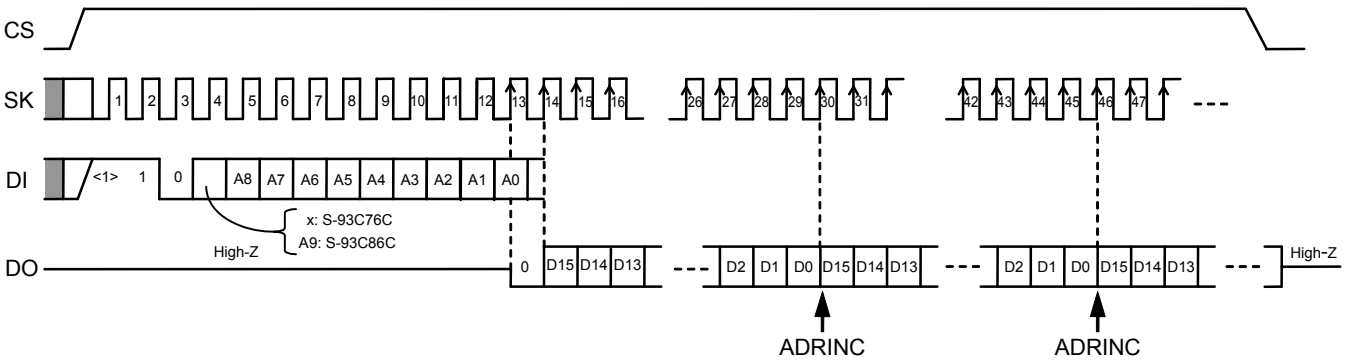 CS
SK 1 2 3 4 5 6 7 8 9 10 11 12 13 14 15 16 26 27 28 29 30 31 42 43 44 45 46 47
DI <1> 1 0 A8 A7 A6 A5 A4 A3 A2 A1 A0
x: S-93C76C
A9: S-93C86C
High-Z
DO 0 D15 D14 D13 D2 D1 D0 D15 D14 D13 D2 D1 D0 D15 D14 D13 High-Z
ADRINC ADRINC